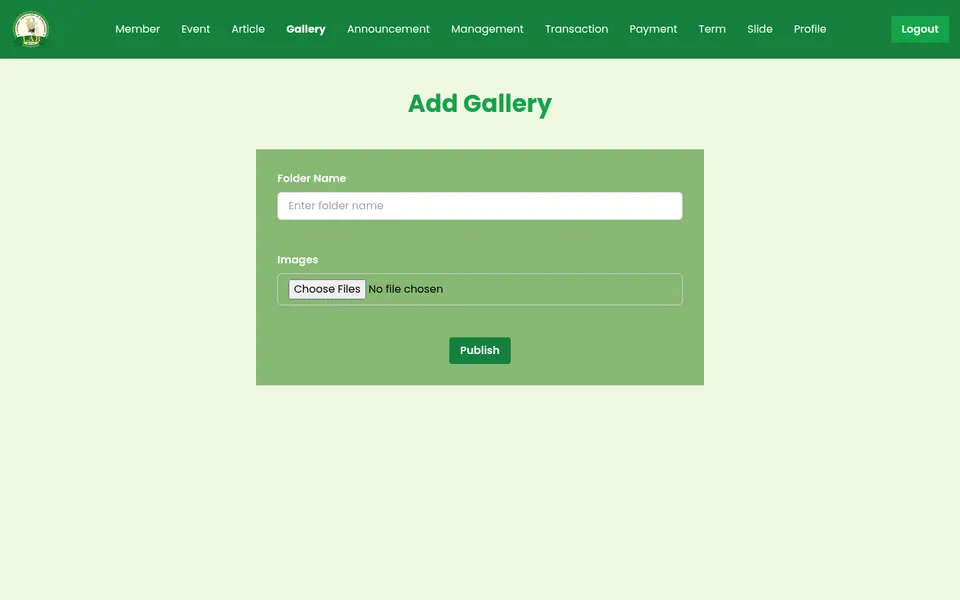 Member Event Article Gallery Announcement Management Transaction Payment Term Slide Profile Logout
Add Gallery
Folder Name
Enter folder name
Images
Choose Files No file chosen
Publish